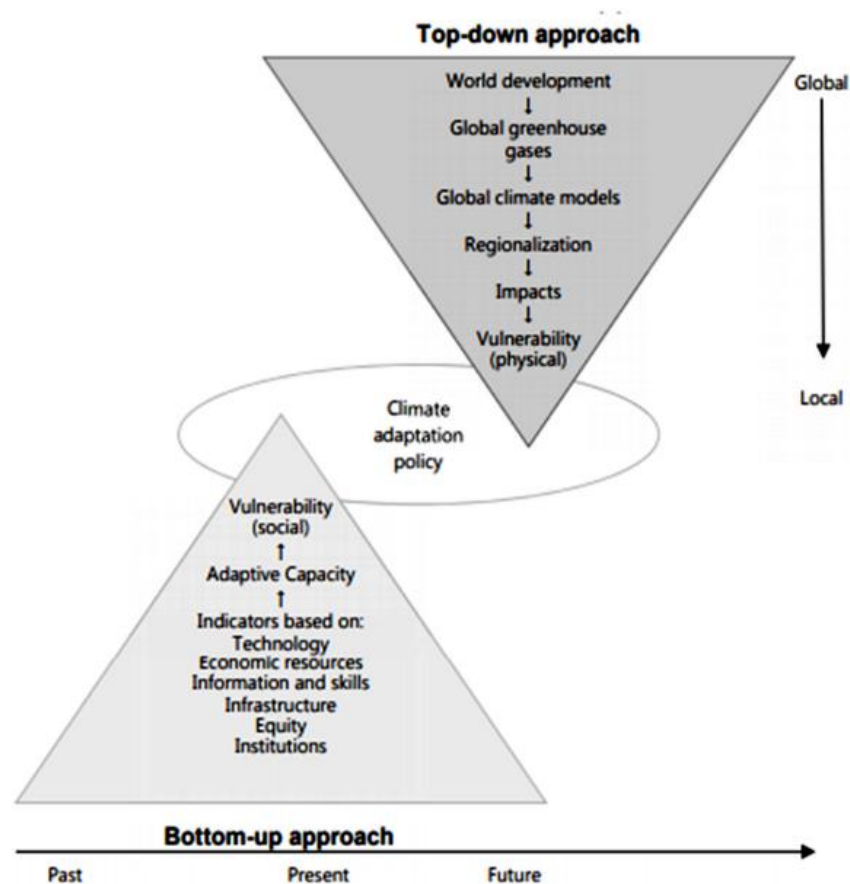 Top-down approach
World development
↓
Global greenhouse
gases
↓
Global climate models
↓
Regionalization
↓
Impacts
↓
Vulnerability
(physical)
Global
Local
Climate
adaptation
policy
Vulnerability
(social)
↑
Adaptive Capacity
↑
Indicators based on:
Technology
Economic resources
Information and skills
Infrastructure
Equity
Institutions
Bottom-up approach
Past Present Future